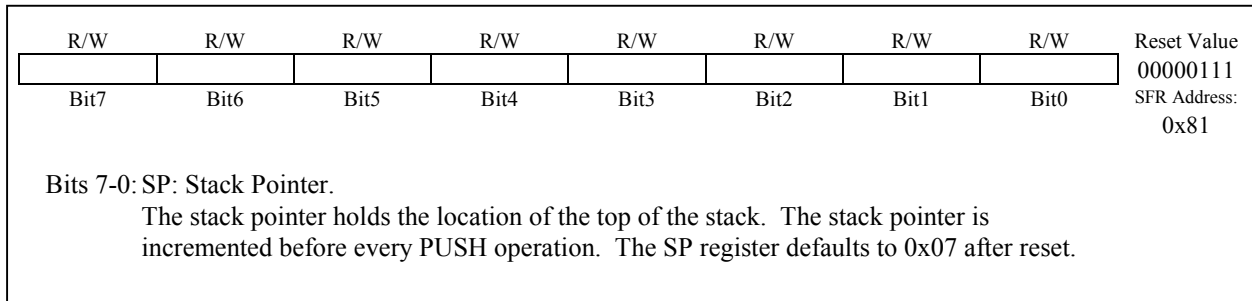 R/W R/W R/W R/W R/W R/W R/W R/W Reset Value
00000111
Bit7 Bit6 Bit5 Bit4 Bit3 Bit2 Bit1 Bit0 SFR Address:
0x81
Bits 7-0: SP: Stack Pointer.
The stack pointer holds the location of the top of the stack. The stack pointer is
incremented before every PUSH operation. The SP register defaults to 0x07 after reset.